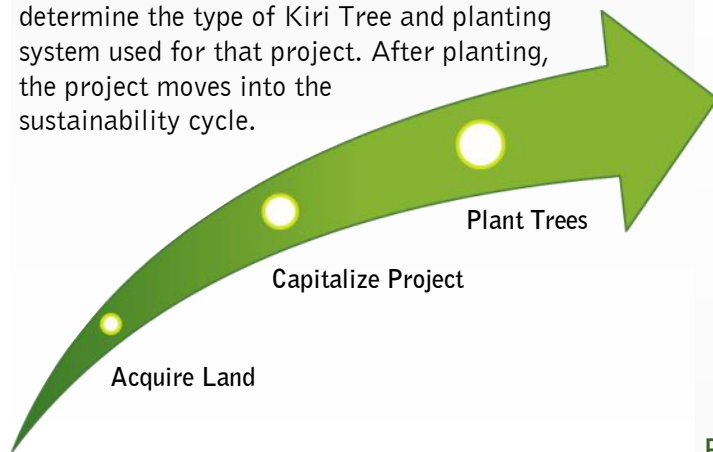 determine the type of Kiri Tree and planting
system used for that project. After planting,
the project moves into the
sustainability cycle.
Plant Trees
Capitalize Project
Acquire Land